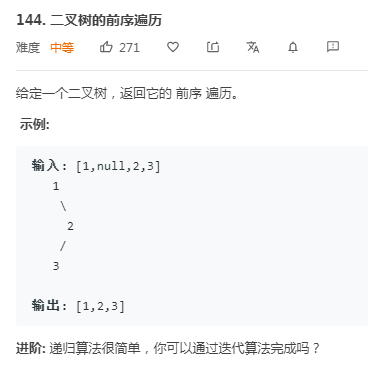 144. 二叉树的前序遍历
难度 中等 271
给定一个二叉树，返回它的 前序 遍历。
示例:
输入: [1,null,2,3]
1
\
2
/
3
输出: [1,2,3]
进阶: 递归算法很简单，你可以通过迭代算法完成吗？